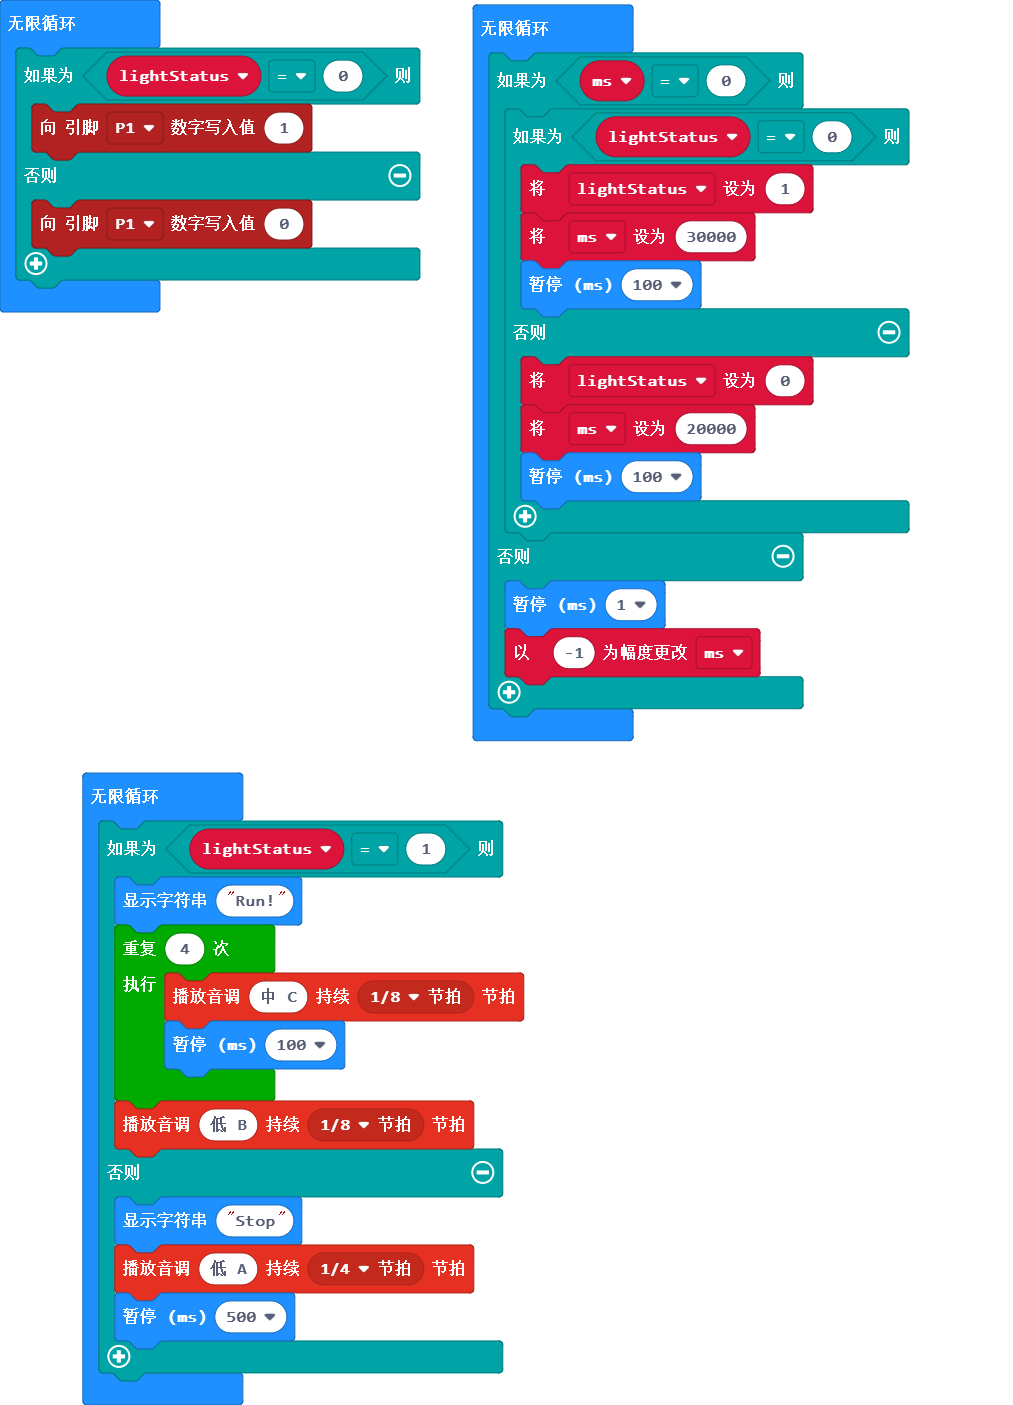 无限循环
如果为 lightStatus = 0 则
向 引脚 P1 数字写入值 1
否则
向 引脚 P1 数字写入值 0
无限循环
如果为 ms = 0 则
如果为 lightStatus = 0 则
将 lightStatus 设为 1
将 ms 设为 30000
暂停 (ms) 100
否则
将 lightStatus 设为 0
将 ms 设为 20000
暂停 (ms) 100
否则
暂停 (ms) 1
以 -1 为幅度更改 ms
无限循环
如果为 lightStatus = 1 则
显示字符串 "Run!"
重复 4 次
执行
播放音调 中 C 持续 1/8 节拍 节拍
暂停 (ms) 100
播放音调 低 B 持续 1/8 节拍 节拍
否则
显示字符串 "Stop"
播放音调 低 A 持续 1/4 节拍 节拍
暂停 (ms) 500